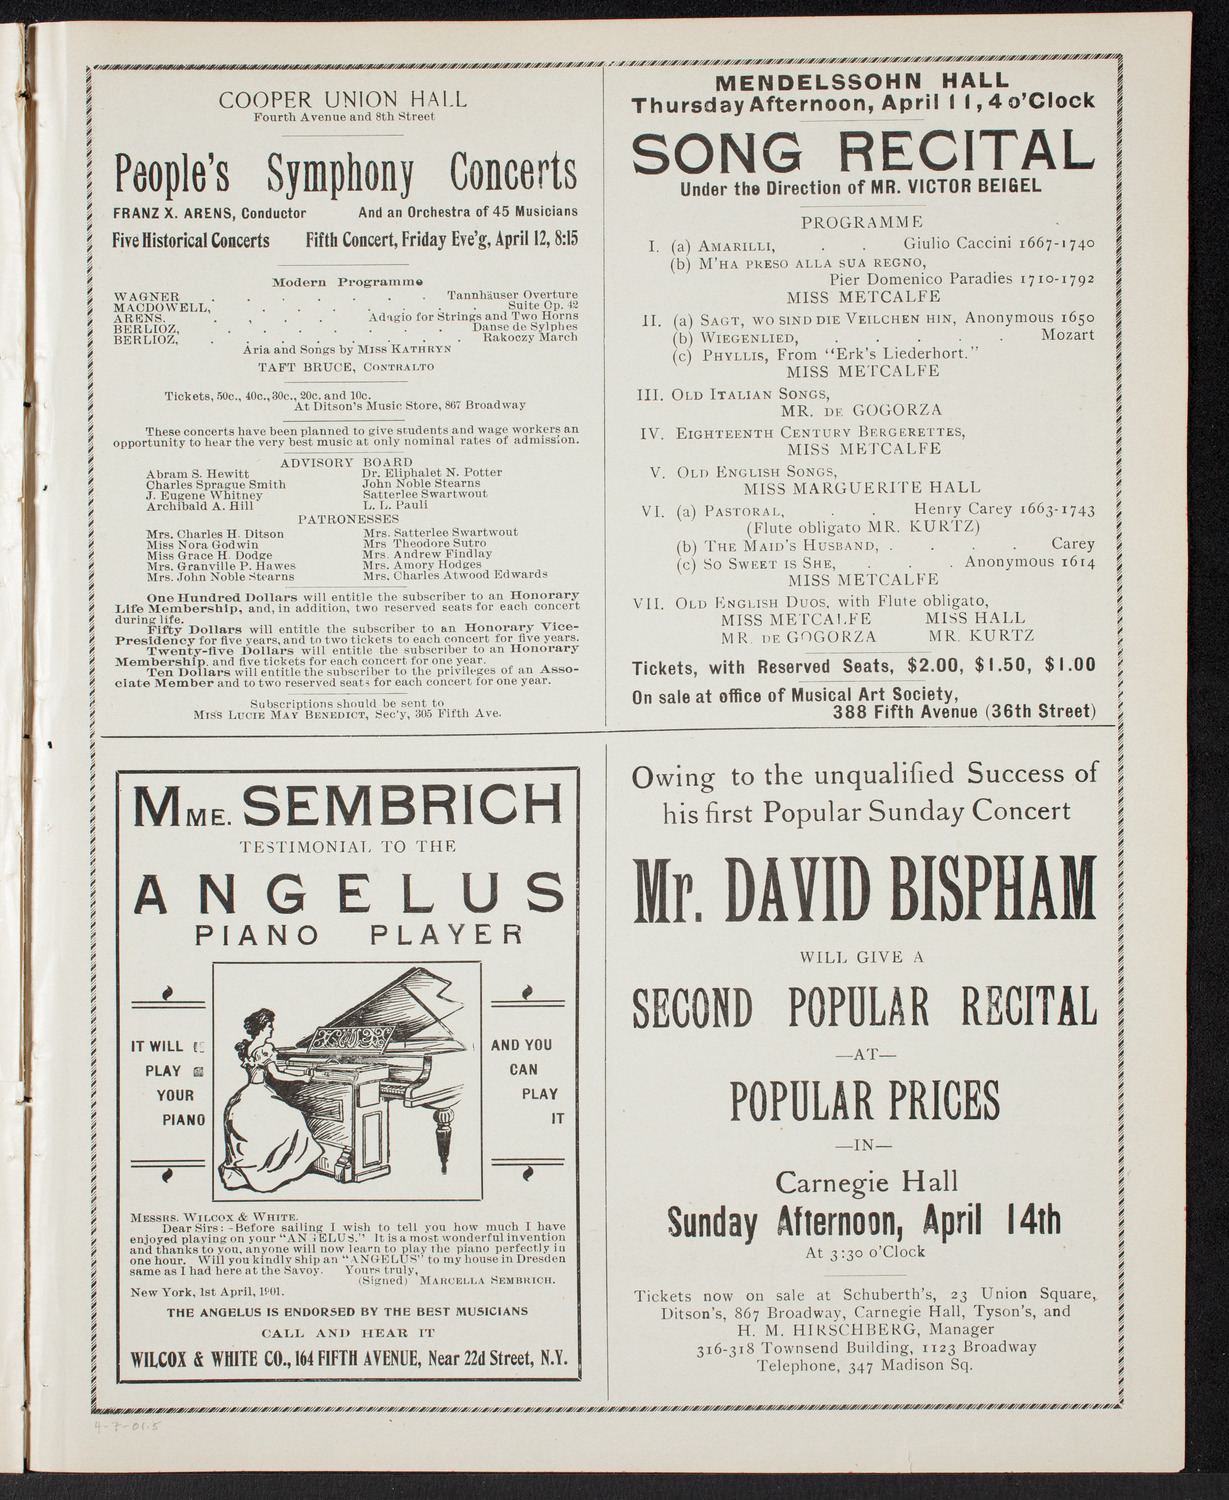 COOPER UNION HALL
Fourth Avenue and 8th Street
People's Symphony Concerts
FRANZ X. ARENS, Conductor And an Orchestra of 45 Musicians
Five Historical Concerts Fifth Concert, Friday Eve'g, April 12, 8:15
Modern Programme
WAGNER . . . . . . . Tannhäuser Overture
MACDOWELL, . . . . . . . Suite Op. 42
ARENS. . . . . Adagio for Strings and Two Horns
BERLIOZ, . . . . . . . Danse de Sylphes
BERLIOZ, . . . . . . . Rakoczy March
Aria and Songs by MISS KATHRYN
TAFT BRUCE, CONTRALTO
Tickets, 50c., 40c., 30c., 20c. and 10c.
At Ditson's Music Store, 867 Broadway
These concerts have been planned to give students and wage workers an
opportunity to hear the very best music at only nominal rates of admission.
ADVISORY BOARD
Abram S. Hewitt Dr. Eliphalet N. Potter
Charles Sprague Smith John Noble Stearns
J. Eugene Whitney Satterlee Swartwout
Archibald A. Hill L. L. Pauli
PATRONESSES
Mrs. Charles H. Ditson Mrs. Satterlee Swartwout
Miss Nora Godwin Mrs Theodore Sutro
Miss Grace H. Dodge Mrs. Andrew Findlay
Mrs. Granville P. Hawes Mrs. Amory Hodges
Mrs. John Noble Stearns Mrs. Charles Atwood Edwards
One Hundred Dollars will entitle the subscriber to an Honorary
Life Membership, and, in addition, two reserved seats for each concert
during life.
Fifty Dollars will entitle the subscriber to an Honorary Vice-
Presidency for five years, and to two tickets to each concert for five years.
Twenty-five Dollars will entitle the subscriber to an Honorary
Membership, and five tickets for each concert for one year.
Ten Dollars will entitle the subscriber to the privileges of an Asso-
ciate Member and to two reserved seats for each concert for one year.
Subscriptions should be sent to
MISS LUCIE MAY BENEDICT, Sec'y, 305 Fifth Ave.
MENDELSSOHN HALL
Thursday Afternoon, April 11, 4 o'Clock
SONG RECITAL
Under the Direction of MR. VICTOR BEIGEL
PROGRAMME
I. (a) AMARILLI, . . Giulio Caccini 1667-1740
(b) M'HA PRESO ALLA SUA REGNO,
Pier Domenico Paradies 1710-1792
MISS METCALFE
II. (a) SAGT, WO SIND DIE VEILCHEN HIN, Anonymous 1650
(b) WIEGENLIED, . . . . . . Mozart
(c) PHYLLIS, From "Erk's Liederhort."
MISS METCALFE
III. OLD ITALIAN SONGS,
MR. DE GOGORZA
IV. EIGHTEENTH CENTURY BERGERETTES,
MISS METCALFE
V. OLD ENGLISH SONGS,
MISS MARGUERITE HALL
VI. (a) PASTORAL, . . Henry Carey 1663-1743
(Flute obligato MR. KURTZ)
(b) THE MAID'S HUSBAND, . . . . Carey
(c) SO SWEET IS SHE, . . . Anonymous 1614
MISS METCALFE
VII. OLD ENGLISH DUOS, with Flute obligato,
MISS METCALFE MISS HALL
MR. DE GOGORZA MR. KURTZ
Tickets, with Reserved Seats, $2.00, $1.50, $1.00
On sale at office of Musical Art Society,
388 Fifth Avenue (36th Street)
MME. SEMBRICH
TESTIMONIAL TO THE
ANGELUS
PIANO PLAYER
IT WILL
PLAY
YOUR
PIANO
AND YOU
CAN
PLAY
IT
MESSRS. WILCOX & WHITE.
Dear Sirs: -Before sailing I wish to tell you how much I have
enjoyed playing on your "ANGELUS." It is a most wonderful invention
and thanks to you, anyone will now learn to play the piano perfectly in
one hour. Will you kindly ship an "ANGELUS" to my house in Dresden
same as I had here at the Savoy. Yours truly,
(Signed) MARCELLA SEMBRICH.
New York, 1st April, 1901.
THE ANGELUS IS ENDORSED BY THE BEST MUSICIANS
CALL AND HEAR IT
WILCOX & WHITE CO., 164 FIFTH AVENUE, Near 22d Street, N.Y.
Owing to the unqualified Success of
his first Popular Sunday Concert
Mr. DAVID BISPHAM
WILL GIVE A
SECOND POPULAR RECITAL
—AT—
POPULAR PRICES
—IN—
Carnegie Hall
Sunday Afternoon, April 14th
At 3:30 o'Clock
Tickets now on sale at Schuberth's, 23 Union Square,
Ditson's, 867 Broadway, Carnegie Hall, Tyson's, and
H. M. HIRSCHBERG, Manager
316-318 Townsend Building, 1123 Broadway
Telephone, 347 Madison Sq.
4-7-01.5